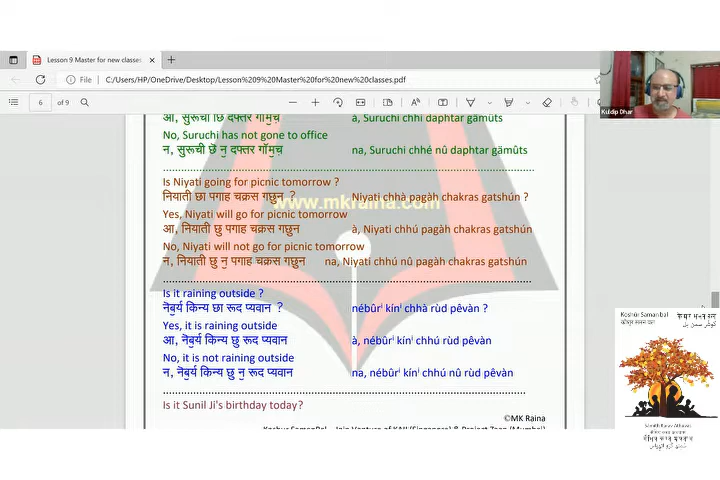 Lesson 9 Master for new classes.
File C:/Users/HP/OneDrive/Desktop/Lesson%209%20Master%20for%20new%20classes.pdf
6 of 9
Kuldip Dhar
आ, सुरूची छि दफ्तर गॉमॖच़ à, Suruchi chhi daphtar gämûts
No, Suruchi has not gone to office
न, सुरूची छॆ नॖ दफ्तर गॉमॖच़ na, Suruchi chhé nû daphtar gämûts
Is Niyati going for picnic tomorrow ?
नियाती छा पगाह चक्रस गछुन ? Niyati chhà pagàh chakras gatshún ?
www.mkraina.com
Yes, Niyati will go for picnic tomorrow
आ, नियाती छु पगाह चक्रस गछुन à, Niyati chhú pagàh chakras gatshún
No, Niyati will not go for picnic tomorrow
न, नियाती छु नॖ पगाह चक्रस गछुन na, Niyati chhú nû pagàh chakras gatshún
Is it raining outside ?
नॆबॖर्य किन्य छा रूद प्यवान ? nébûrⁱ kínⁱ chhà rùd pêvàn ?
Yes, it is raining outside
आ, नॆबॖर्य किन्य छु रूद प्यवान à, nébûrⁱ kínⁱ chhú rùd pêvàn
No, it is not raining outside
न, नॆबॖर्य किन्य छु नॖ रूद प्यवान na, nébûrⁱ kínⁱ chhú nû rùd pêvàn
Is it Sunil Ji's birthday today?
©MK Raina
Koshur SamanBal